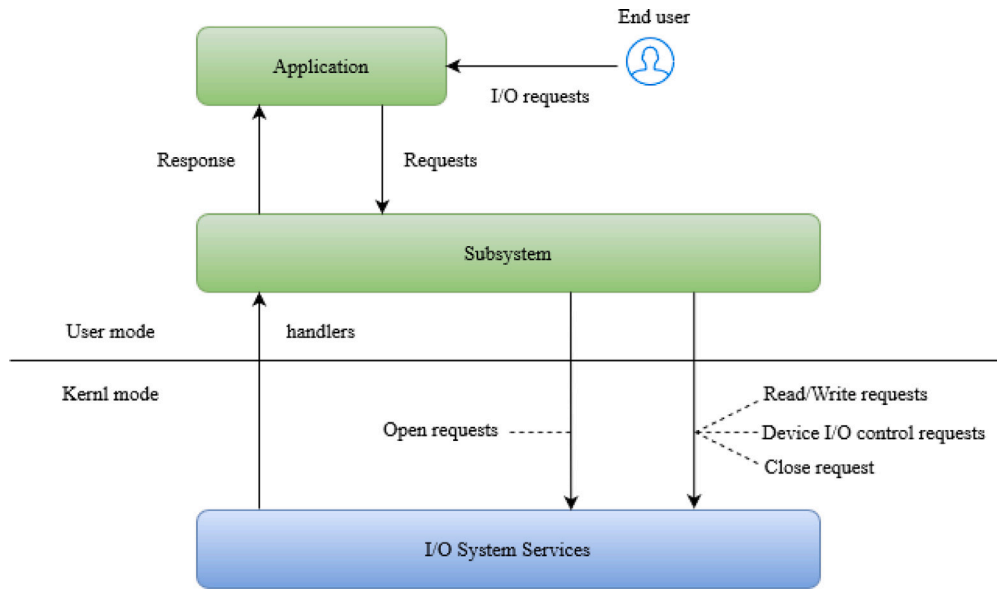 End user
Application
I/O requests
Response
Requests
Subsystem
User mode
handlers
Kernl mode
Read/Write requests
Open requests
Device I/O control requests
Close request
I/O System Services